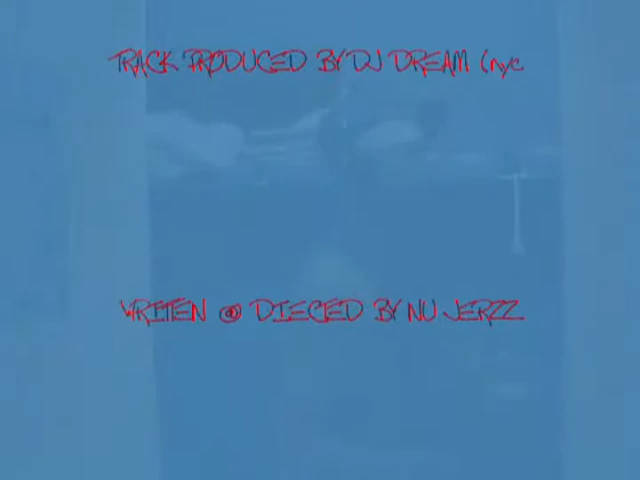 TRACK PRODUCED BY DJ DREAM (nyc
WRITEN @ DIECED BY NU JERZZ